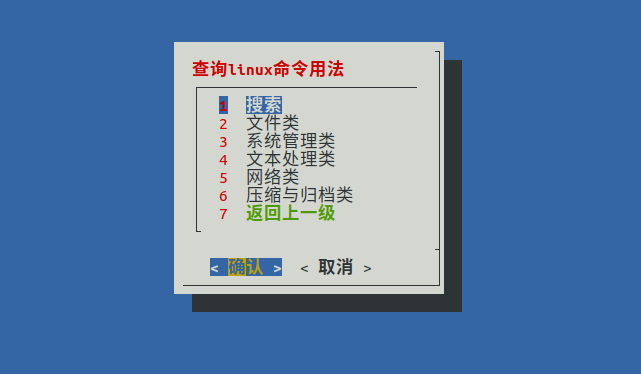 查询linux命令用法
1 搜索
2 文件类
3 系统管理类
4 文本处理类
5 网络类
6 压缩与归档类
7 返回上一级
< 确认 > < 取消 >